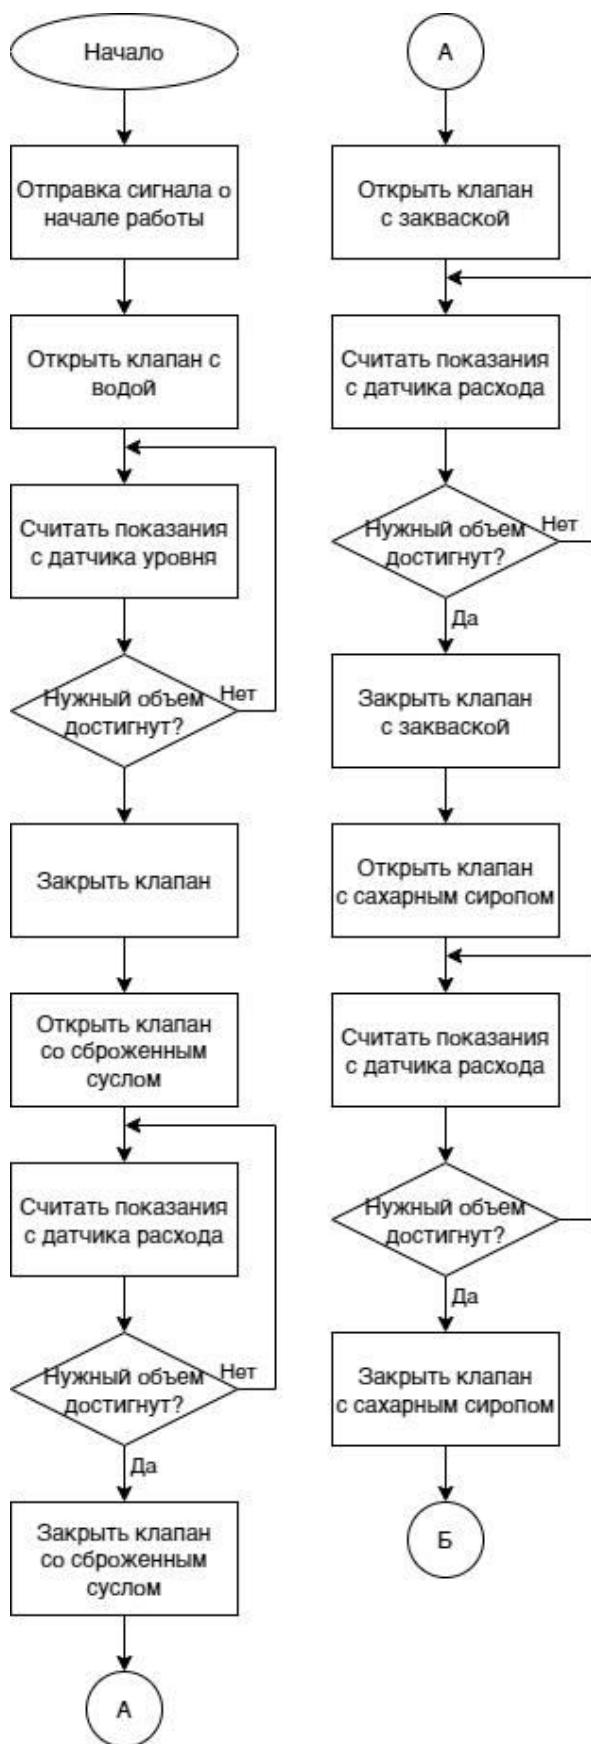 Начало
Отправка сигнала о
начале работы
Открыть клапан с
водой
Считать показания
с датчика уровня
Нужный объем
достигнут?
Нет
Закрыть клапан
Открыть клапан
со сброженным
суслом
Считать показания
с датчика расхода
Нужный объем
достигнут?
Нет
Да
Закрыть клапан
со сброженным
суслом
А
А
Открыть клапан
с закваской
Считать показания
с датчика расхода
Нужный объем
достигнут?
Нет
Да
Закрыть клапан
с закваской
Открыть клапан
с сахарным сиропом
Считать показания
с датчика расхода
Нужный объем
достигнут?
Да
Закрыть клапан
с сахарным сиропом
Б